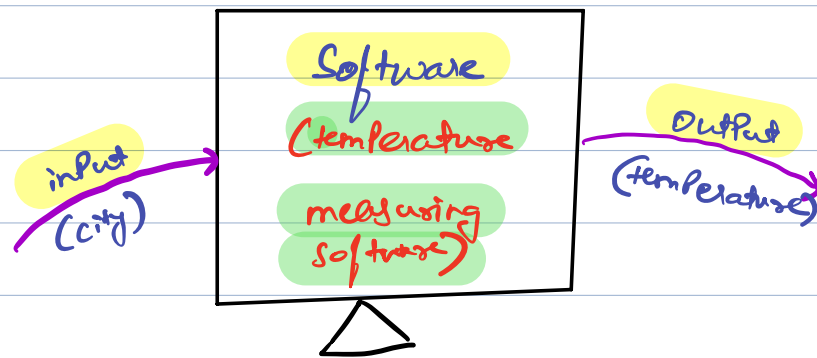 Software
(temperature
measuring
software)
input
(city)
output
(temperature)